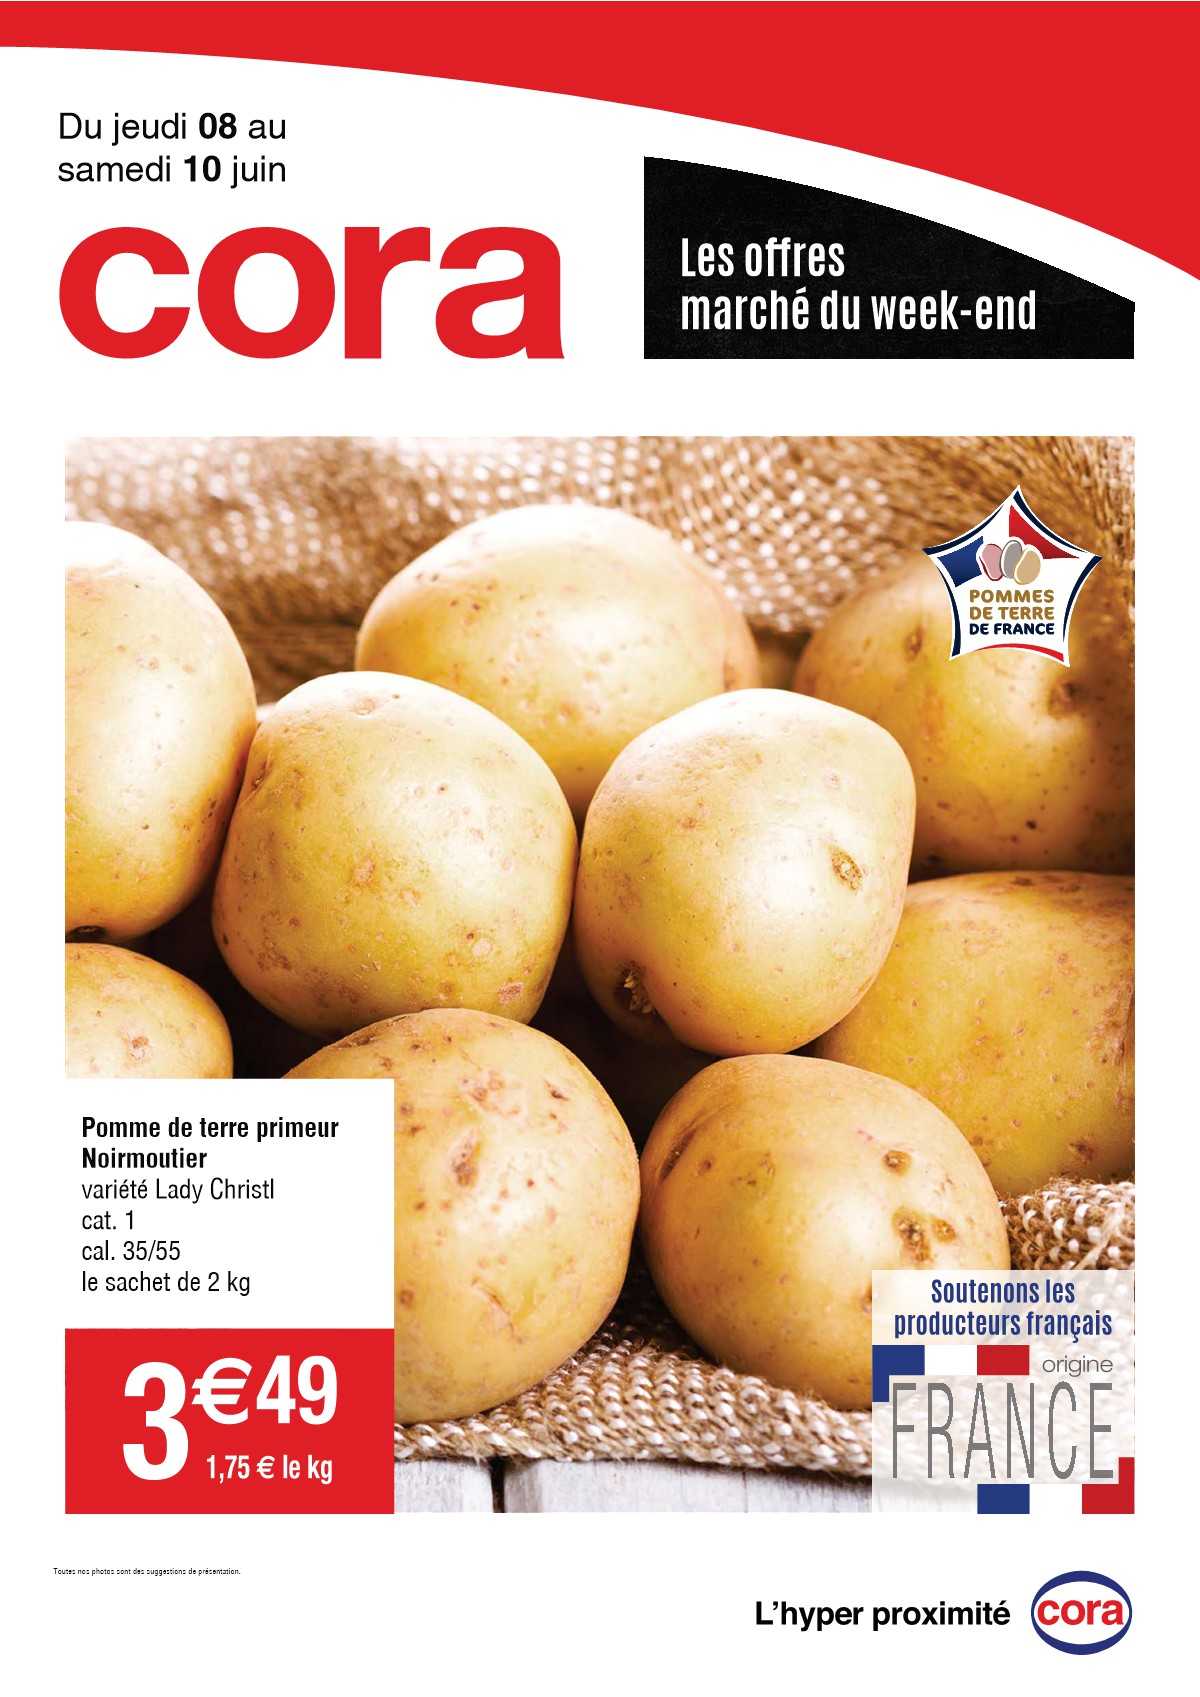 Du jeudi 08 au
samedi 10 juin
cora
Les offres
marché du week-end
POMMES
DE TERRE
DE FRANCE
Pomme de terre primeur
Noirmoutier
variété Lady Christl
cat. 1
cal. 35/55
le sachet de 2 kg
3€49
1,75 € le kg
Soutenons les
producteurs français
origine
FRANCE
Toutes nos photos sont des suggestions de présentation.
L'hyper proximité
cora